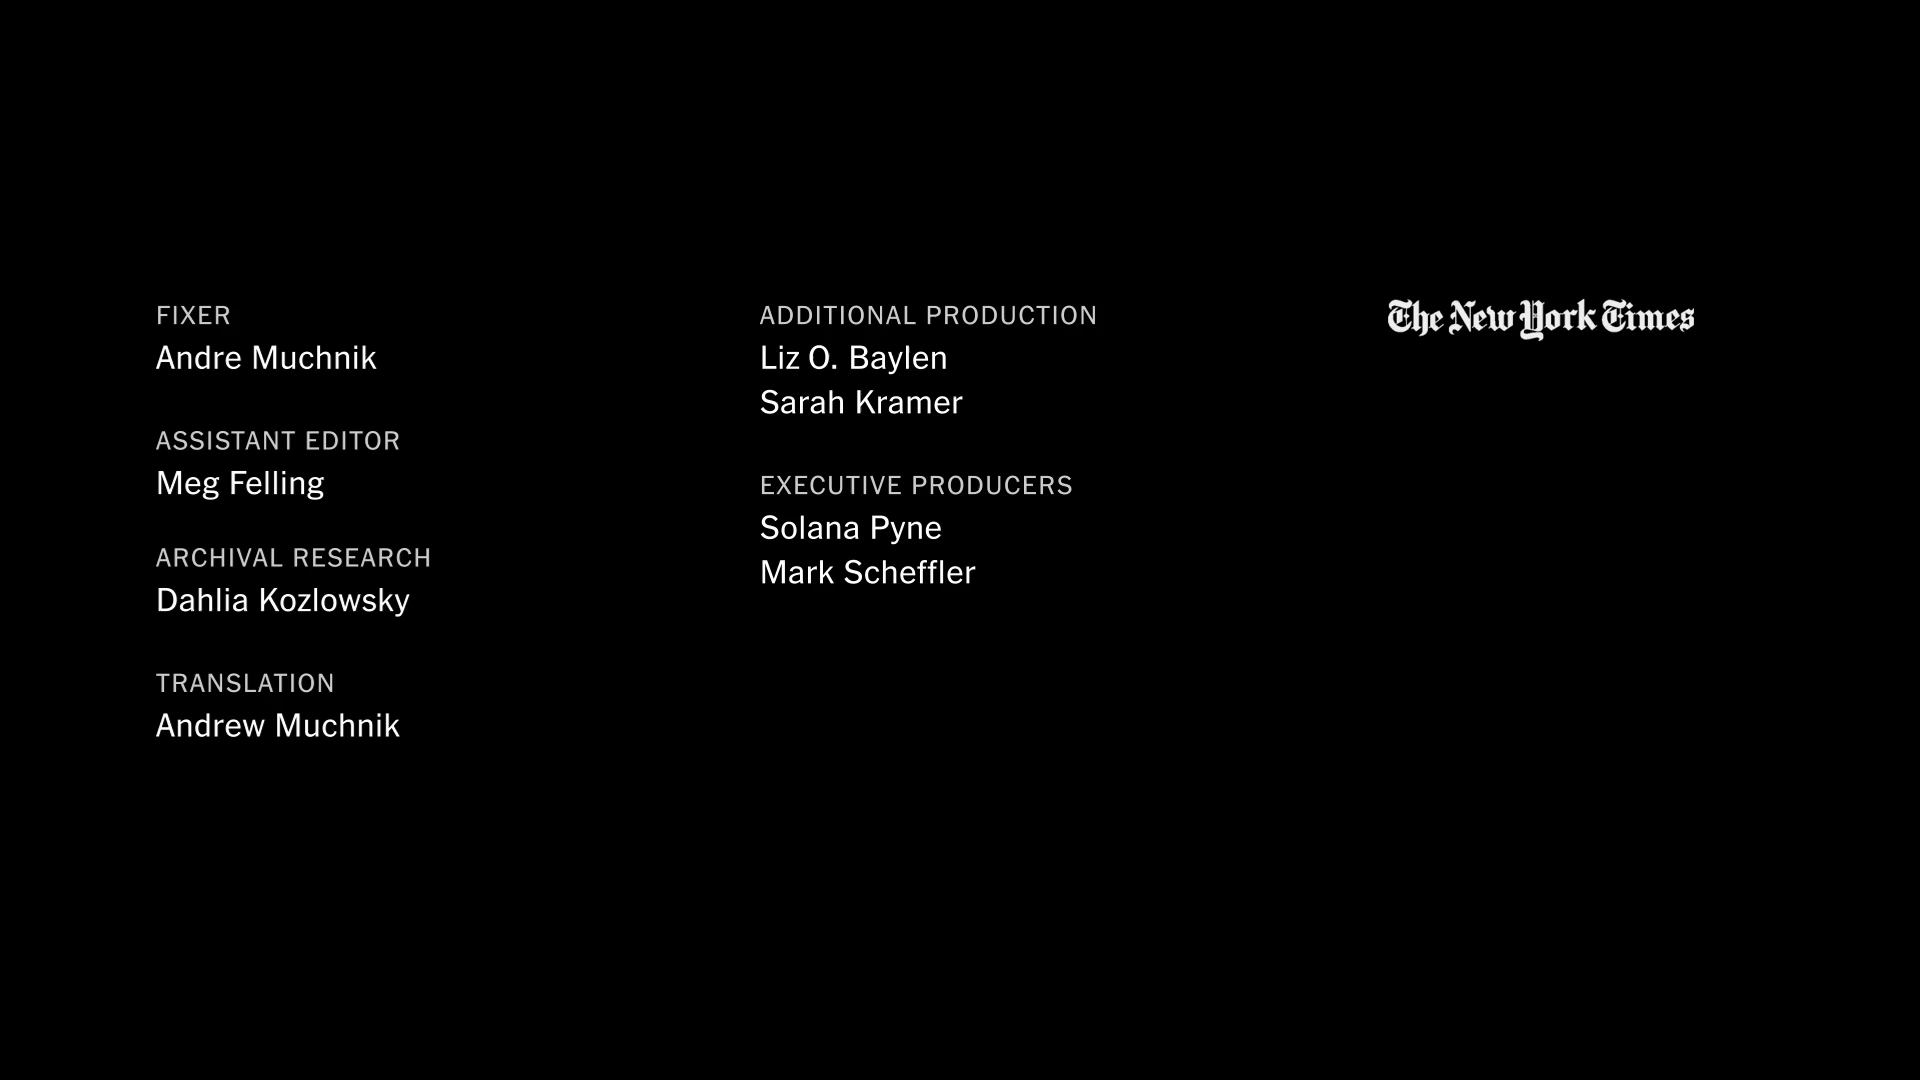 FIXER
Andre Muchnik
ASSISTANT EDITOR
Meg Felling
ARCHIVAL RESEARCH
Dahlia Kozlowsky
TRANSLATION
Andrew Muchnik
ADDITIONAL PRODUCTION
Liz O. Baylen
Sarah Kramer
EXECUTIVE PRODUCERS
Solana Pyne
Mark Scheffler
The New York Times